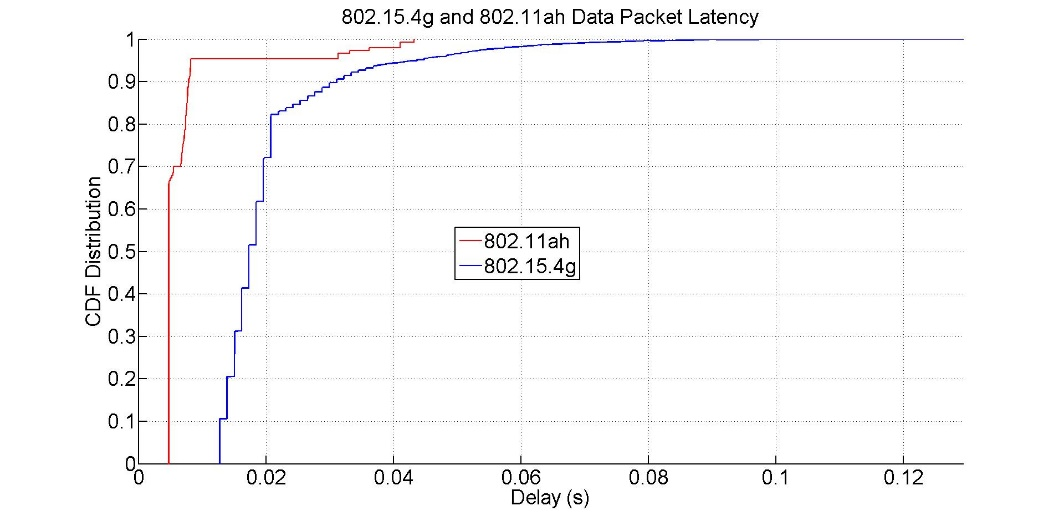 802.15.4g and 802.11ah Data Packet Latency
1
0.9
0.8
0.7
0.6
0.5
0.4
0.3
0.2
0.1
0
CDF Distribution
802.11ah
802.15.4g
0 0.02 0.04 0.06 0.08 0.1 0.12
Delay (s)